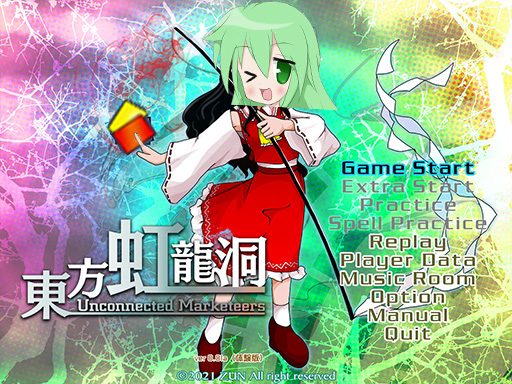 Game Start
Extra Start
Practice
Spell Practice
Replay
Player Data
Music Room
Option
Manual
Quit
東方虹龍洞
Unconnected Marketeers
ver 0.01a (体験版)
©2021 ZUN All right reserved